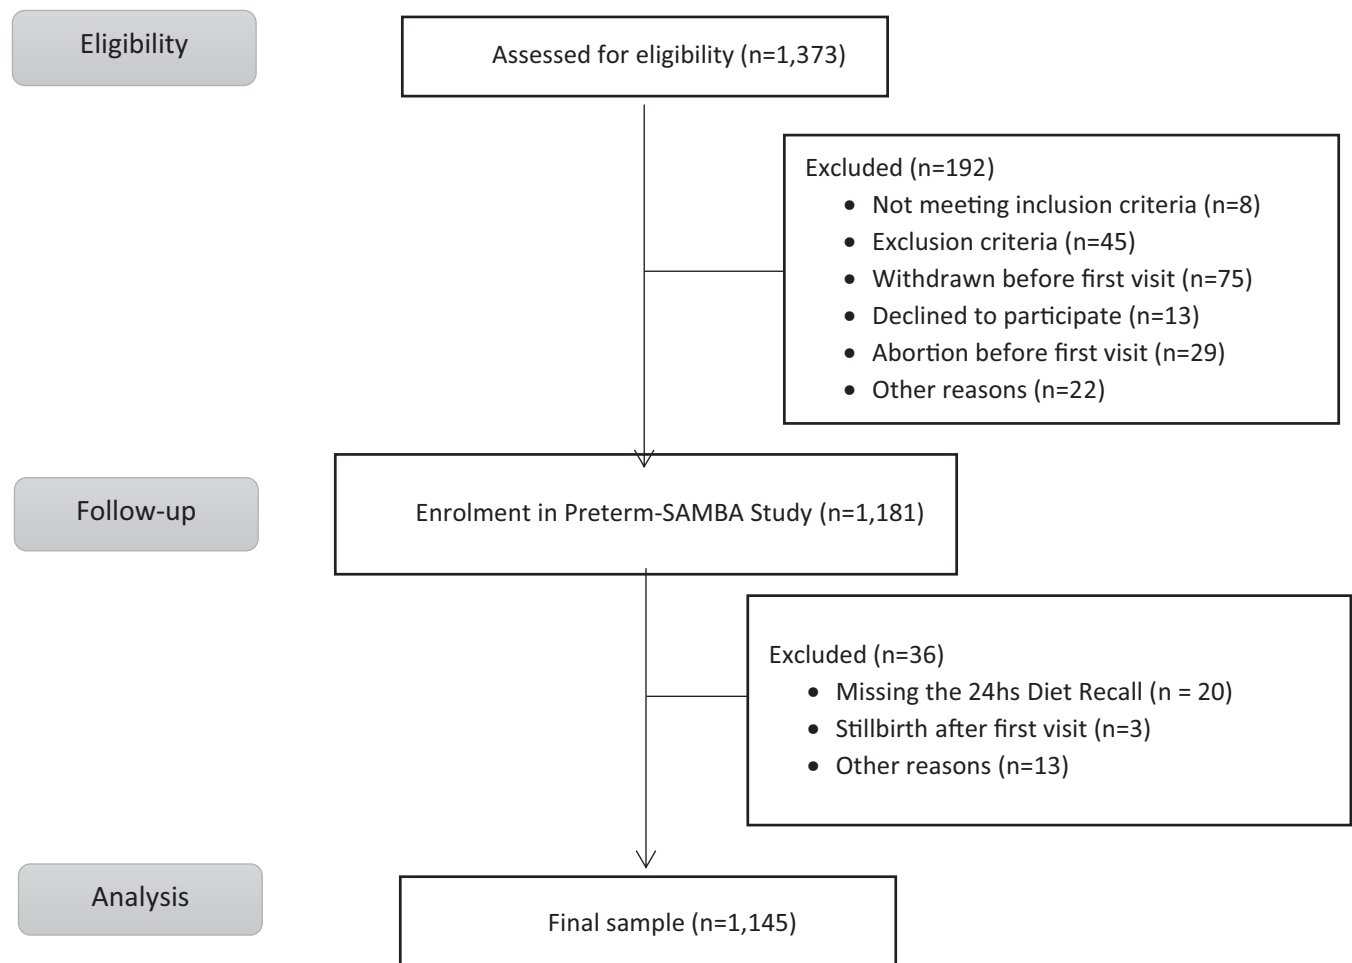 Eligibility
Assessed for eligibility (n=1,373)
Excluded (n=192)
• Not meeting inclusion criteria (n=8)
• Exclusion criteria (n=45)
• Withdrawn before first visit (n=75)
• Declined to participate (n=13)
• Abortion before first visit (n=29)
• Other reasons (n=22)
Follow-up
Enrolment in Preterm-SAMBA Study (n=1,181)
Excluded (n=36)
• Missing the 24hs Diet Recall (n = 20)
• Stillbirth after first visit (n=3)
• Other reasons (n=13)
Analysis
Final sample (n=1,145)